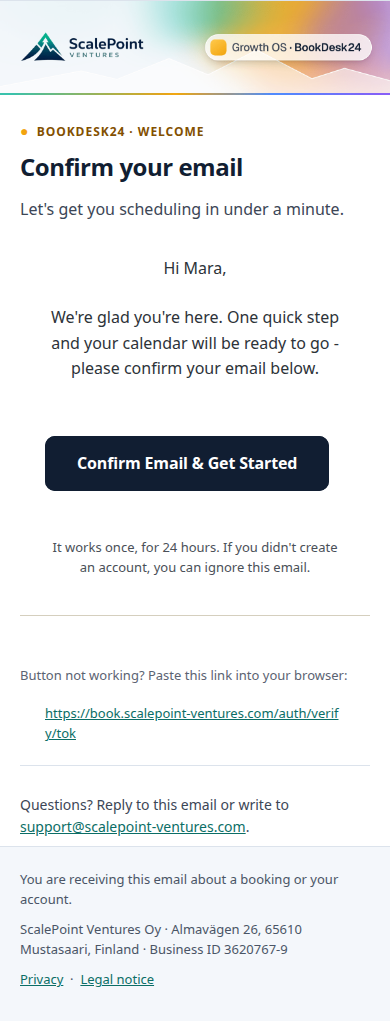 ScalePoint
VENTURES
Growth OS · BookDesk24
BOOKDESK24 · WELCOME
Confirm your email
Let's get you scheduling in under a minute.
Hi Mara,
We're glad you're here. One quick step
and your calendar will be ready to go -
please confirm your email below.
Confirm Email & Get Started
It works once, for 24 hours. If you didn't create
an account, you can ignore this email.
Button not working? Paste this link into your browser:
https://book.scalepoint-ventures.com/auth/verif
y/tok
Questions? Reply to this email or write to
support@scalepoint-ventures.com.
You are receiving this email about a booking or your
account.
ScalePoint Ventures Oy · Almavägen 26, 65610
Mustasaari, Finland · Business ID 3620767-9
Privacy · Legal notice